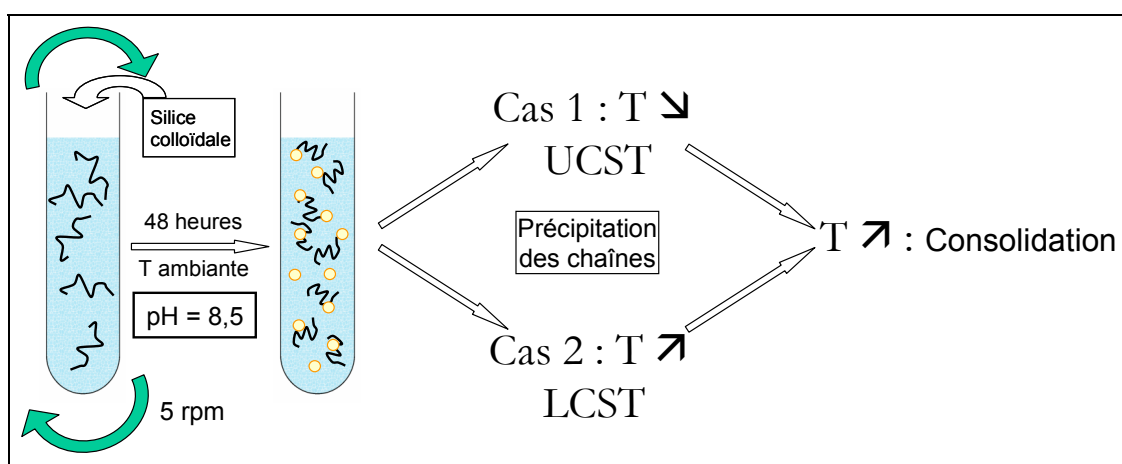 Silice
colloïdale
48 heures
T ambiante
pH = 8,5
5 rpm
Cas 1 : T ↘
UCST
Précipitation
des chaînes
Cas 2 : T ↗
LCST
T ↗ : Consolidation